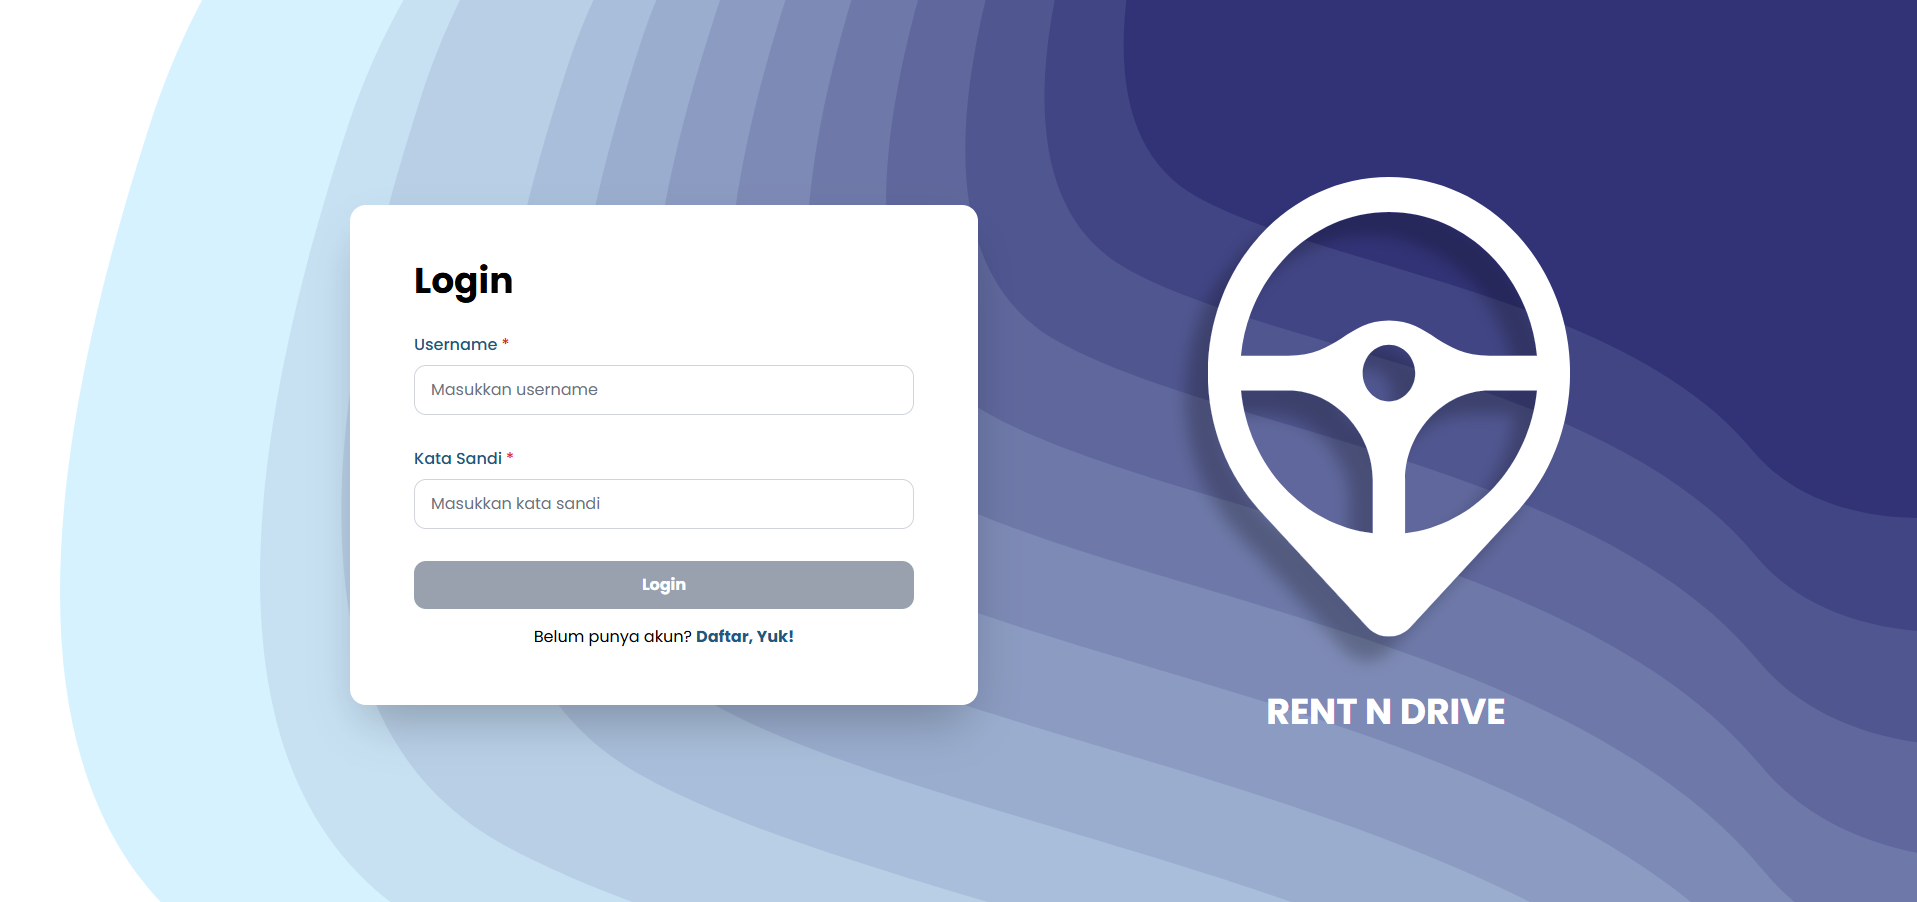 Login
Username *
Masukkan username
Kata Sandi *
Masukkan kata sandi
Login
Belum punya akun? Daftar, Yuk!
RENT N DRIVE